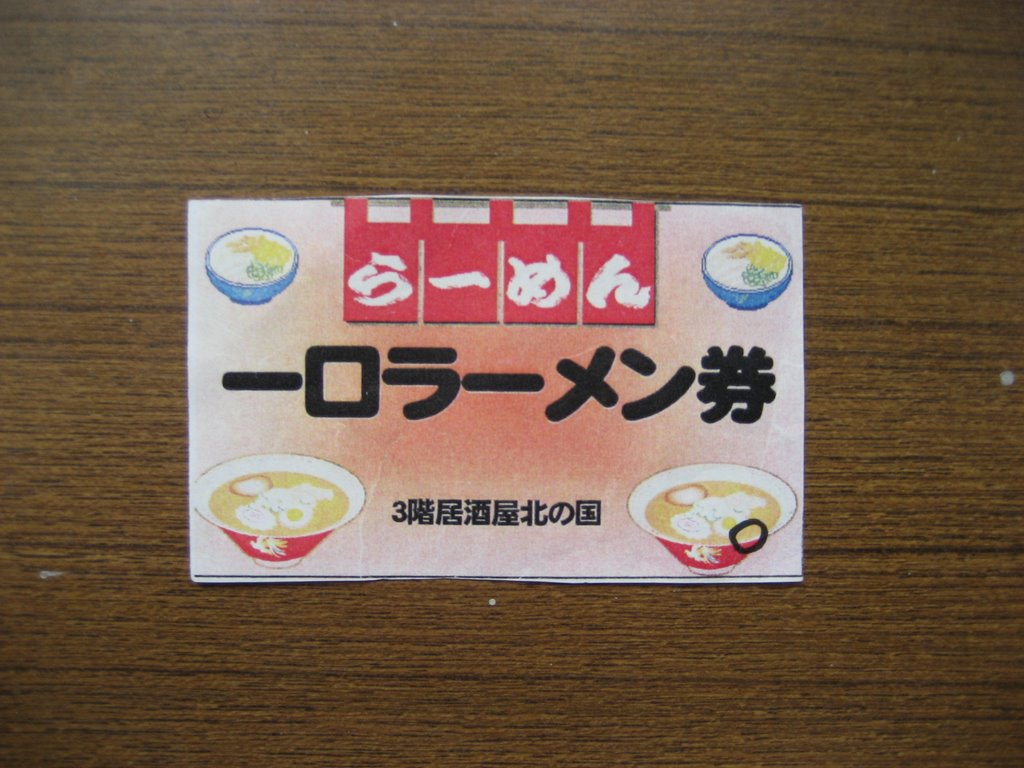 らーめん
一口ラーメン券
3階居酒屋北の国